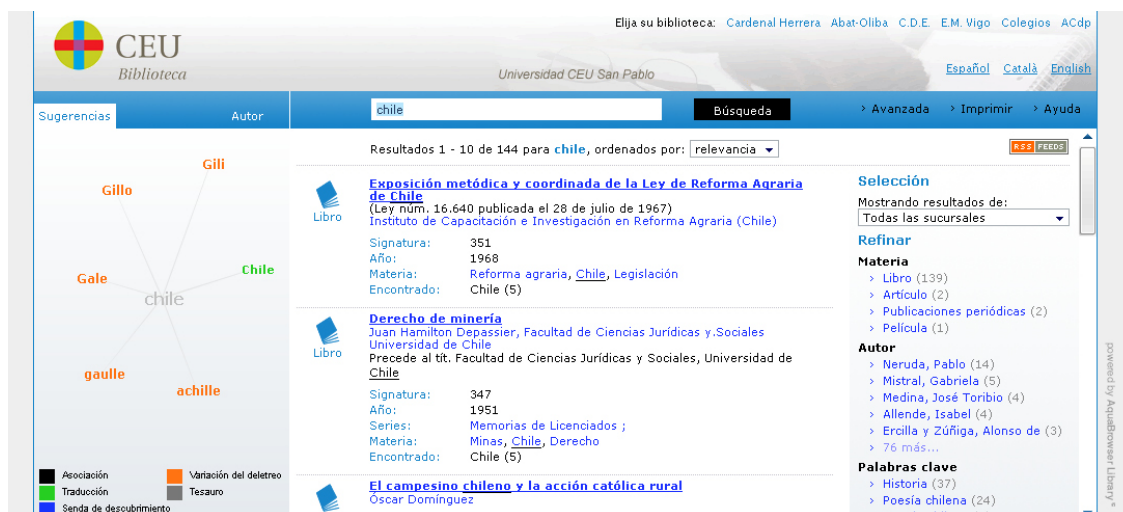 Elija su biblioteca: Cardenal Herrera Abat-Oliba C.D.E. E.M. Vigo Colegios ACdp
CEU
Biblioteca
Universidad CEU San Pablo
Español Català English
Sugerencias Autor
chile Búsqueda
› Avanzada › Imprimir › Ayuda
Gili
Gillo
Chile
Gale
chile
gaulle
achille
Asociación Variación del deletreo
Traducción Tesauro
Senda de descubrimiento
Resultados 1 - 10 de 144 para chile, ordenados por: relevancia
RSS FEEDS
Libro
Exposición metódica y coordinada de la Ley de Reforma Agraria
de Chile
(Ley núm. 16.640 publicada el 28 de julio de 1967)
Instituto de Capacitación e Investigación en Reforma Agraria (Chile)
Signatura: 351
Año: 1968
Materia: Reforma agraria, Chile, Legislación
Encontrado: Chile (5)
Libro
Derecho de minería
Juan Hamilton Depassier, Facultad de Ciencias Jurídicas y.Sociales
Universidad de Chile
Precede al tít. Facultad de Ciencias Jurídicas y Sociales, Universidad de
Chile
Signatura: 347
Año: 1951
Series: Memorias de Licenciados ;
Materia: Minas, Chile, Derecho
Encontrado: Chile (5)
El campesino chileno y la acción católica rural
Óscar Domínguez
Selección
Mostrando resultados de:
Todas las sucursales
Refinar
Materia
› Libro (139)
› Artículo (2)
› Publicaciones periódicas (2)
› Película (1)
Autor
› Neruda, Pablo (14)
› Mistral, Gabriela (5)
› Medina, José Toribio (4)
› Allende, Isabel (4)
› Ercilla y Zúñiga, Alonso de (3)
› 76 más...
Palabras clave
› Historia (37)
› Poesía chilena (24)
powered by AquaBrowser Library